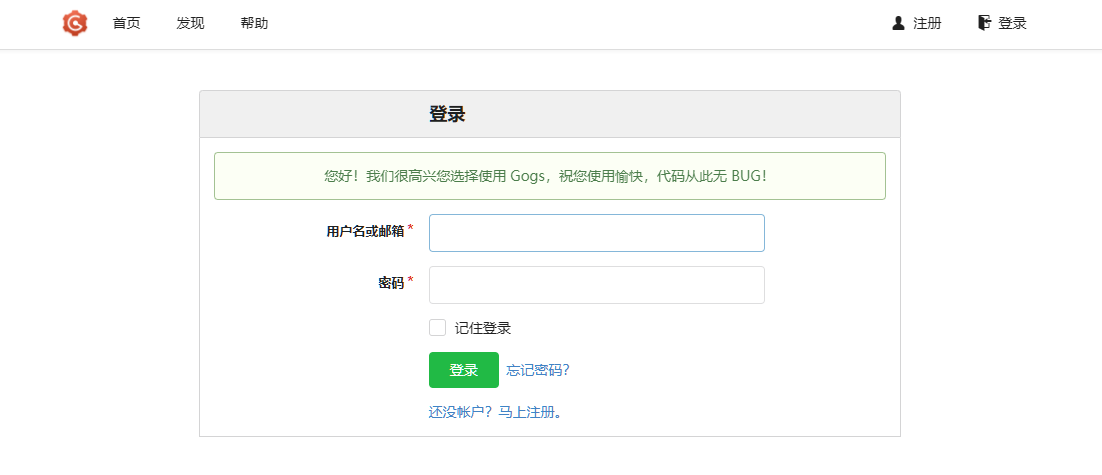 首页 发现 帮助 注册 登录
登录
您好！我们很高兴您选择使用 Gogs，祝您使用愉快，代码从此无 BUG！
用户名或邮箱 *
密码 *
记住登录
登录 忘记密码？
还没帐户？马上注册。